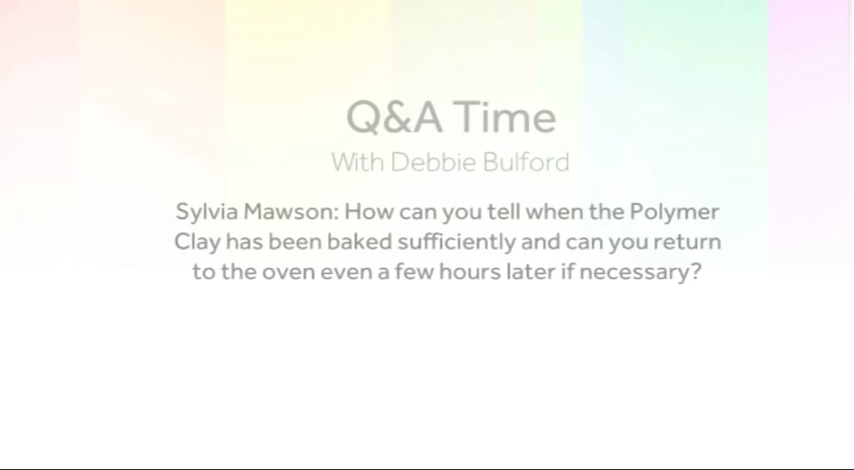 Q&A Time
With Debbie Bulford
Sylvia Mawson: How can you tell when the Polymer
Clay has been baked sufficiently and can you return
to the oven even a few hours later if necessary?